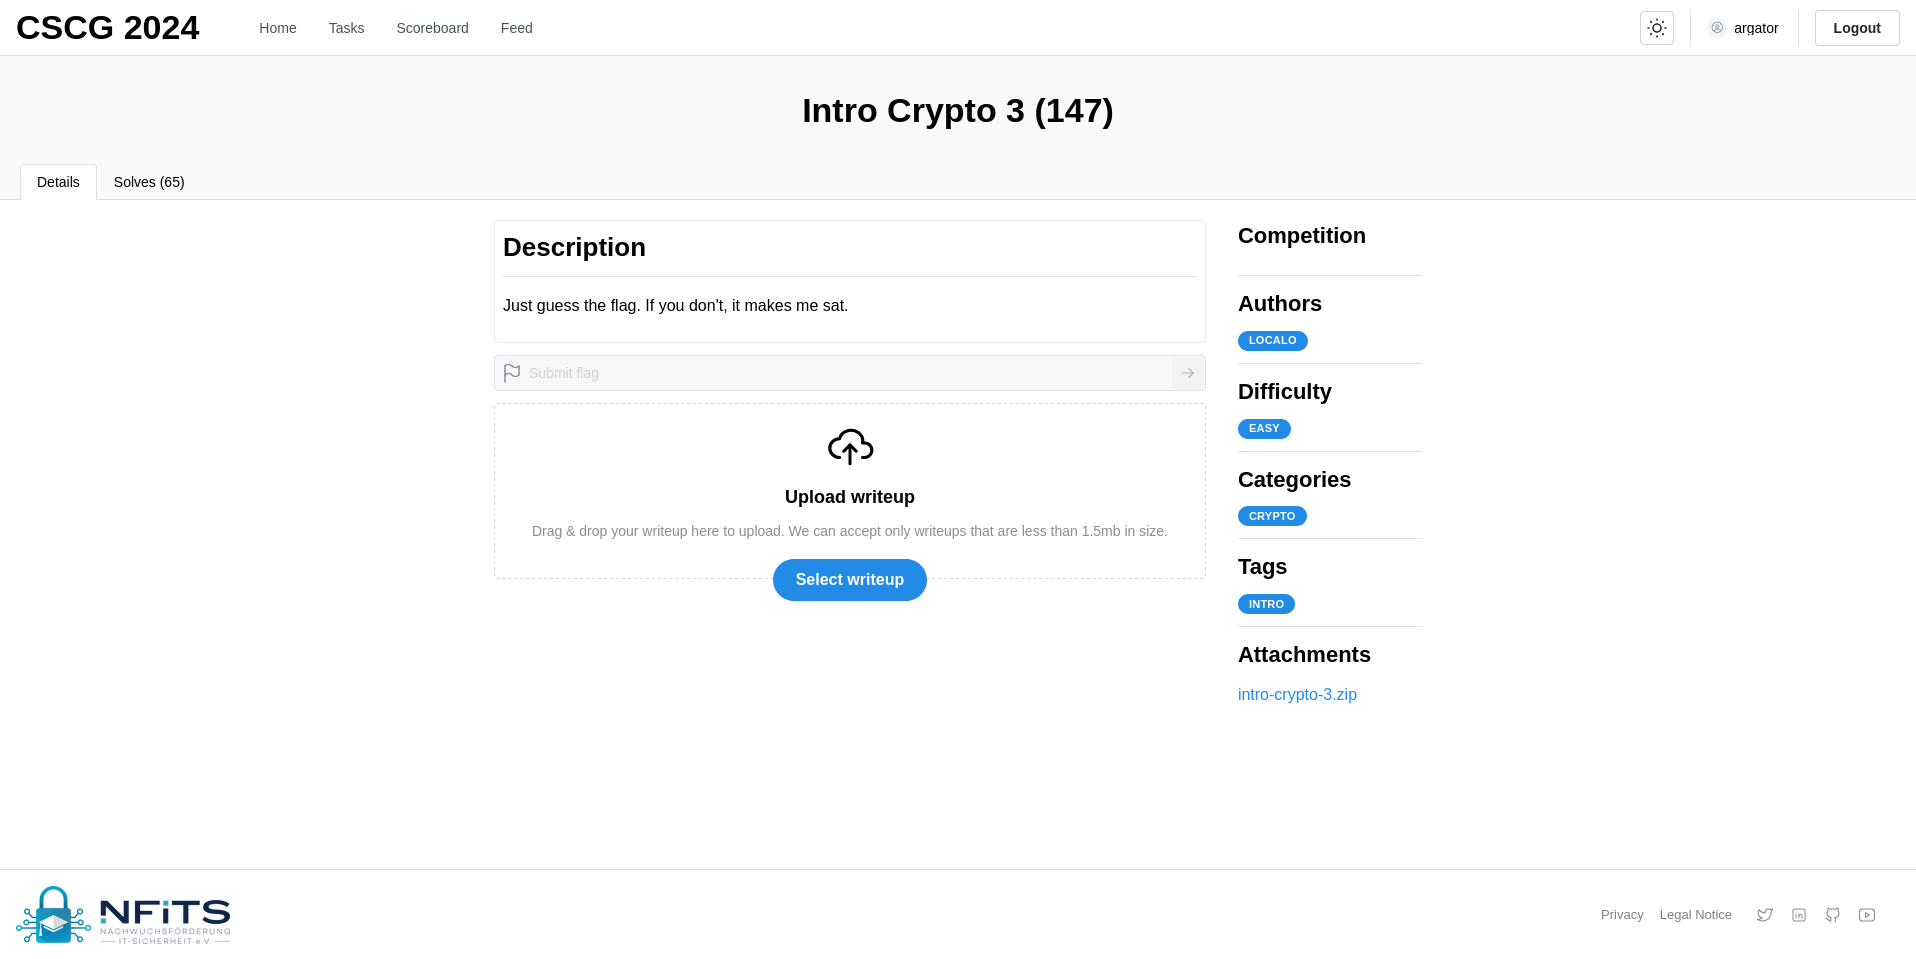 CSCG 2024
Home Tasks Scoreboard Feed
argator
Logout
Intro Crypto 3 (147)
Details
Solves (65)
Description
Just guess the flag. If you don't, it makes me sat.
Submit flag
Upload writeup
Drag & drop your writeup here to upload. We can accept only writeups that are less than 1.5mb in size.
Select writeup
Competition
Authors
LOCALO
Difficulty
EASY
Categories
CRYPTO
Tags
INTRO
Attachments
intro-crypto-3.zip
NFiTS
NACHWUCHSFÖRDERUNG
IT-SICHERHEIT e.V.
Privacy Legal Notice